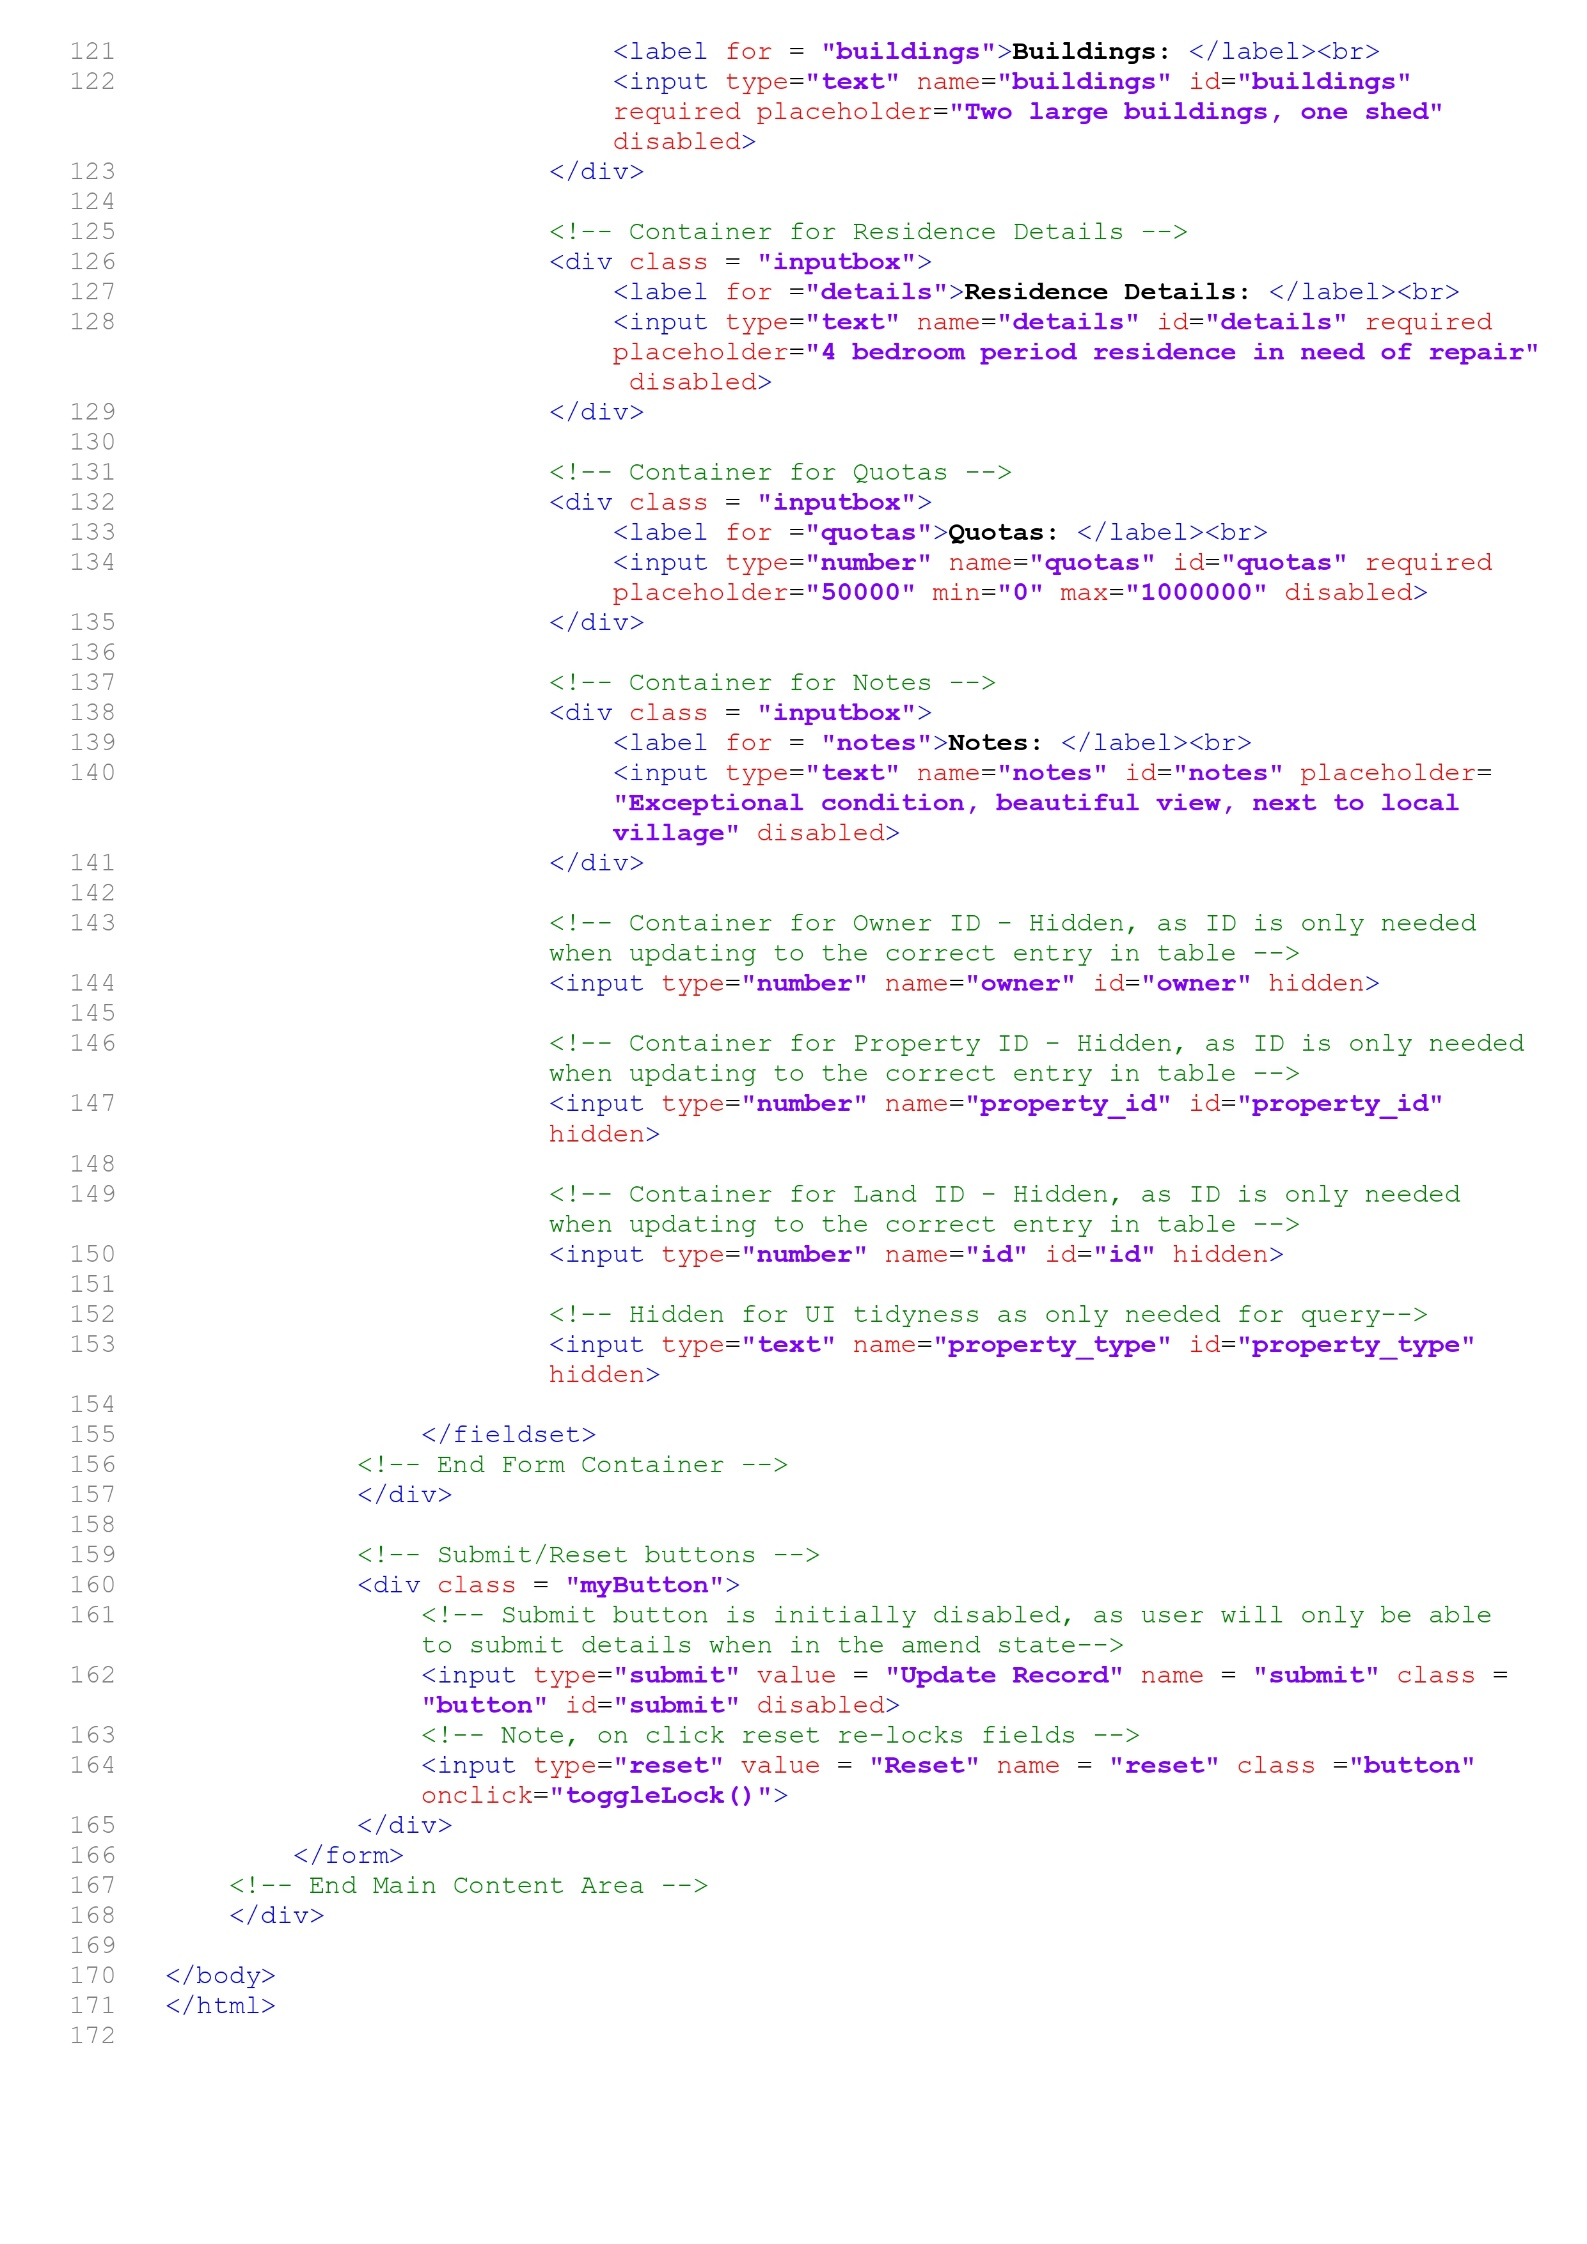 121 <label for = "buildings">Buildings: </label><br>
122 <input type="text" name="buildings" id="buildings"
required placeholder="Two large buildings, one shed"
disabled>
123 </div>
124
125 <!-- Container for Residence Details -->
126 <div class = "inputbox">
127 <label for ="details">Residence Details: </label><br>
128 <input type="text" name="details" id="details" required
placeholder="4 bedroom period residence in need of repair"
disabled>
129 </div>
130
131 <!-- Container for Quotas -->
132 <div class = "inputbox">
133 <label for ="quotas">Quotas: </label><br>
134 <input type="number" name="quotas" id="quotas" required
placeholder="50000" min="0" max="1000000" disabled>
135 </div>
136
137 <!-- Container for Notes -->
138 <div class = "inputbox">
139 <label for = "notes">Notes: </label><br>
140 <input type="text" name="notes" id="notes" placeholder=
"Exceptional condition, beautiful view, next to local
village" disabled>
141 </div>
142
143 <!-- Container for Owner ID - Hidden, as ID is only needed
when updating to the correct entry in table -->
144 <input type="number" name="owner" id="owner" hidden>
145
146 <!-- Container for Property ID - Hidden, as ID is only needed
when updating to the correct entry in table -->
147 <input type="number" name="property_id" id="property_id"
hidden>
148
149 <!-- Container for Land ID - Hidden, as ID is only needed
when updating to the correct entry in table -->
150 <input type="number" name="id" id="id" hidden>
151
152 <!-- Hidden for UI tidyness as only needed for query-->
153 <input type="text" name="property_type" id="property_type"
hidden>
154
155 </fieldset>
156 <!-- End Form Container -->
157 </div>
158
159 <!-- Submit/Reset buttons -->
160 <div class = "myButton">
161 <!-- Submit button is initially disabled, as user will only be able
to submit details when in the amend state-->
162 <input type="submit" value = "Update Record" name = "submit" class =
"button" id="submit" disabled>
163 <!-- Note, on click reset re-locks fields -->
164 <input type="reset" value = "Reset" name = "reset" class ="button"
onclick="toggleLock()">
165 </div>
166 </form>
167 <!-- End Main Content Area -->
168 </div>
169
170 </body>
171 </html>
172